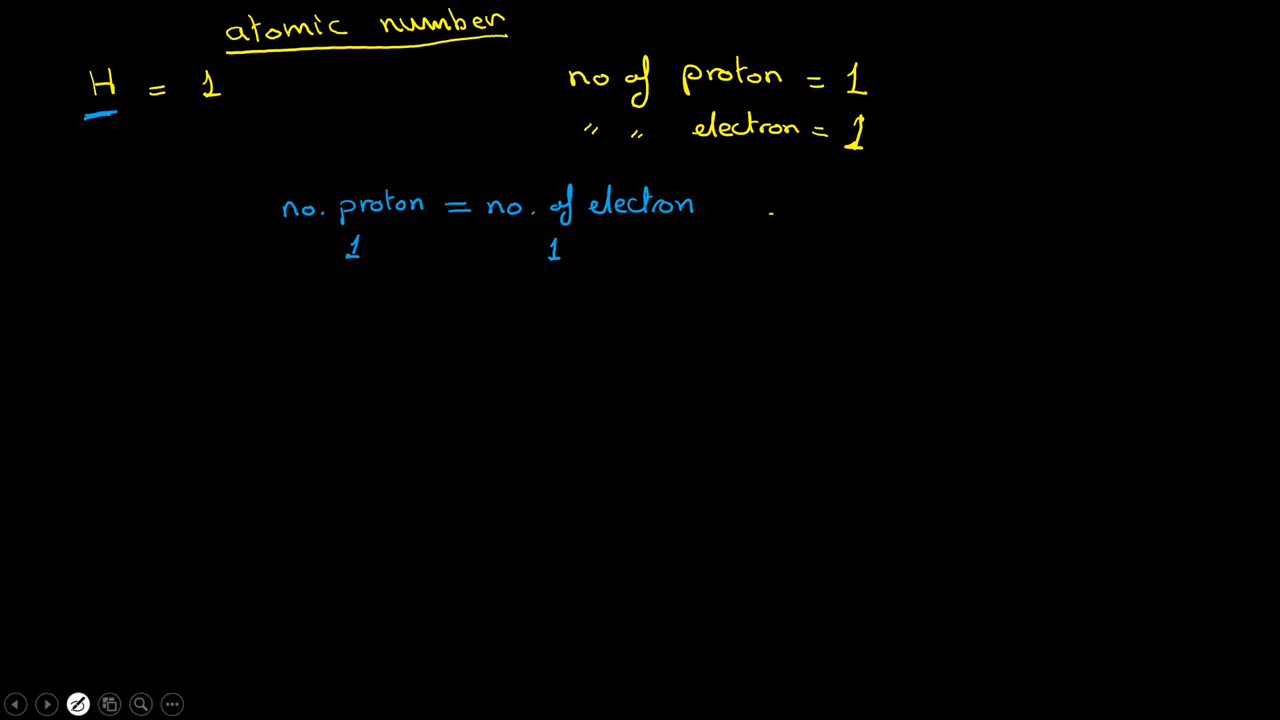 atomic number
H = 1
no of proton = 1
" " electron = 1
no. proton = no. of electron
1 1